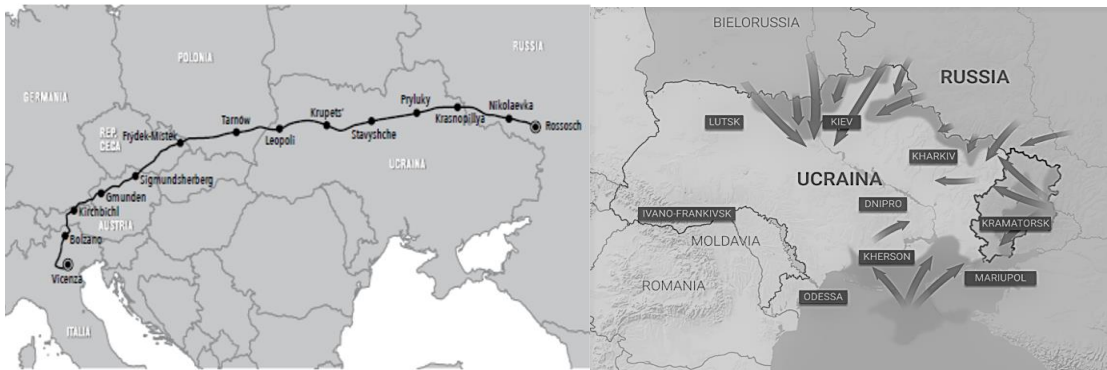 POLONIA
RUSSIA
GERMANIA
REP.
CECA
Frydek-Mistek
Tarnów
Leopoli
Krupets'
Stavyshche
Pryluky
Krasnopillya
Nikolaevka
Rossosch
UCRAINA
Sigmundsherberg
Gmunden
Kirchbichl
AUSTRIA
Bolzano
Vicenza
ITALIA
BIELORUSSIA
RUSSIA
LUTSK
KIEV
KHARKIV
UCRAINA
DNIPRO
IVANO-FRANKIVSK
KRAMATORSK
MOLDAVIA
KHERSON
MARIUPOL
ROMANIA
ODESSA